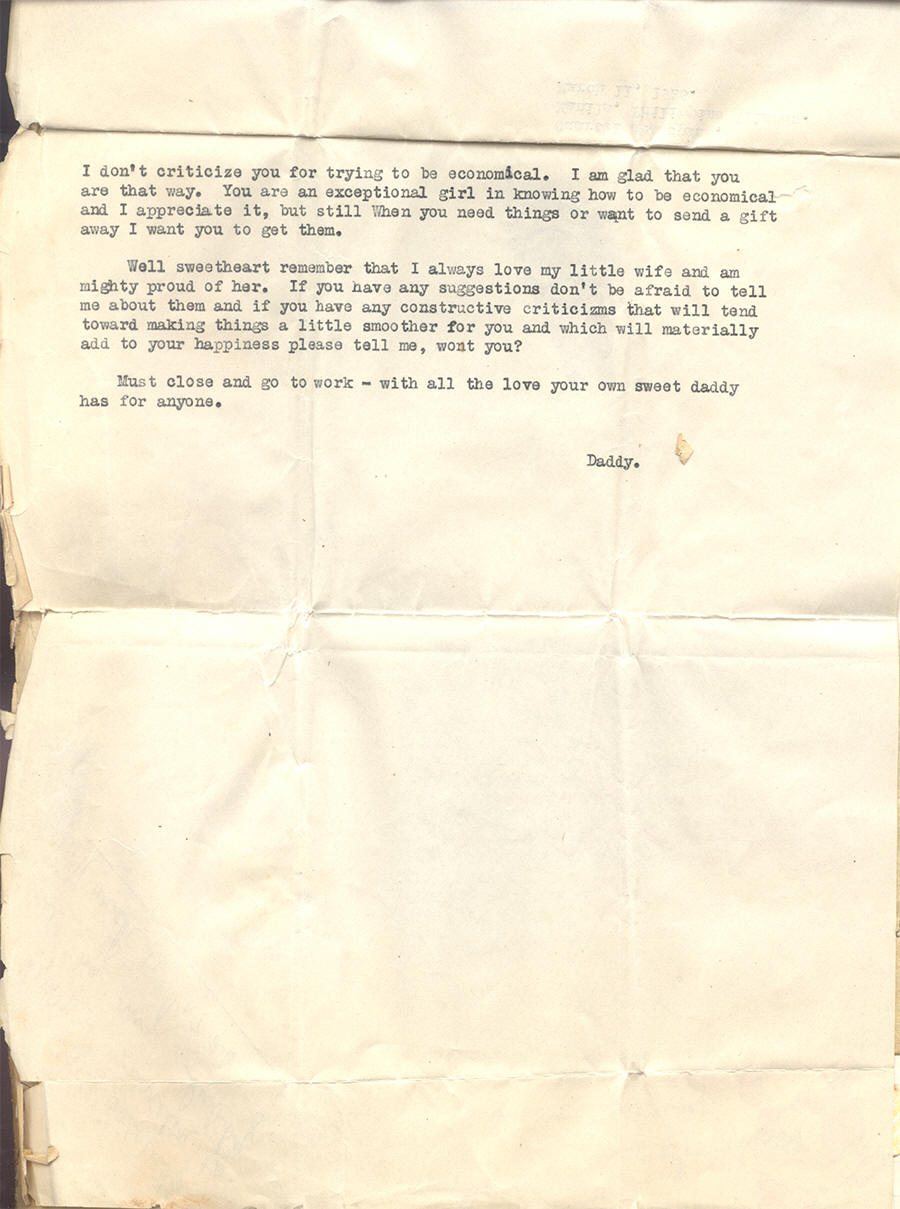 I don't criticize you for trying to be economical.  I am glad that you
are that way.  You are an exceptional girl in knowing how to be economical
and I appreciate it, but still When you need things or want to send a gift
away I want you to get them.
Well sweetheart remember that I always love my little wife and am
mighty proud of her.  If you have any suggestions don't be afraid to tell
me about them and if you have any constructive criticizms that will tend
toward making things a little smoother for you and which will materially
add to your happiness please tell me, wont you?
Must close and go to work - with all the love your own sweet daddy
has for anyone.
Daddy.